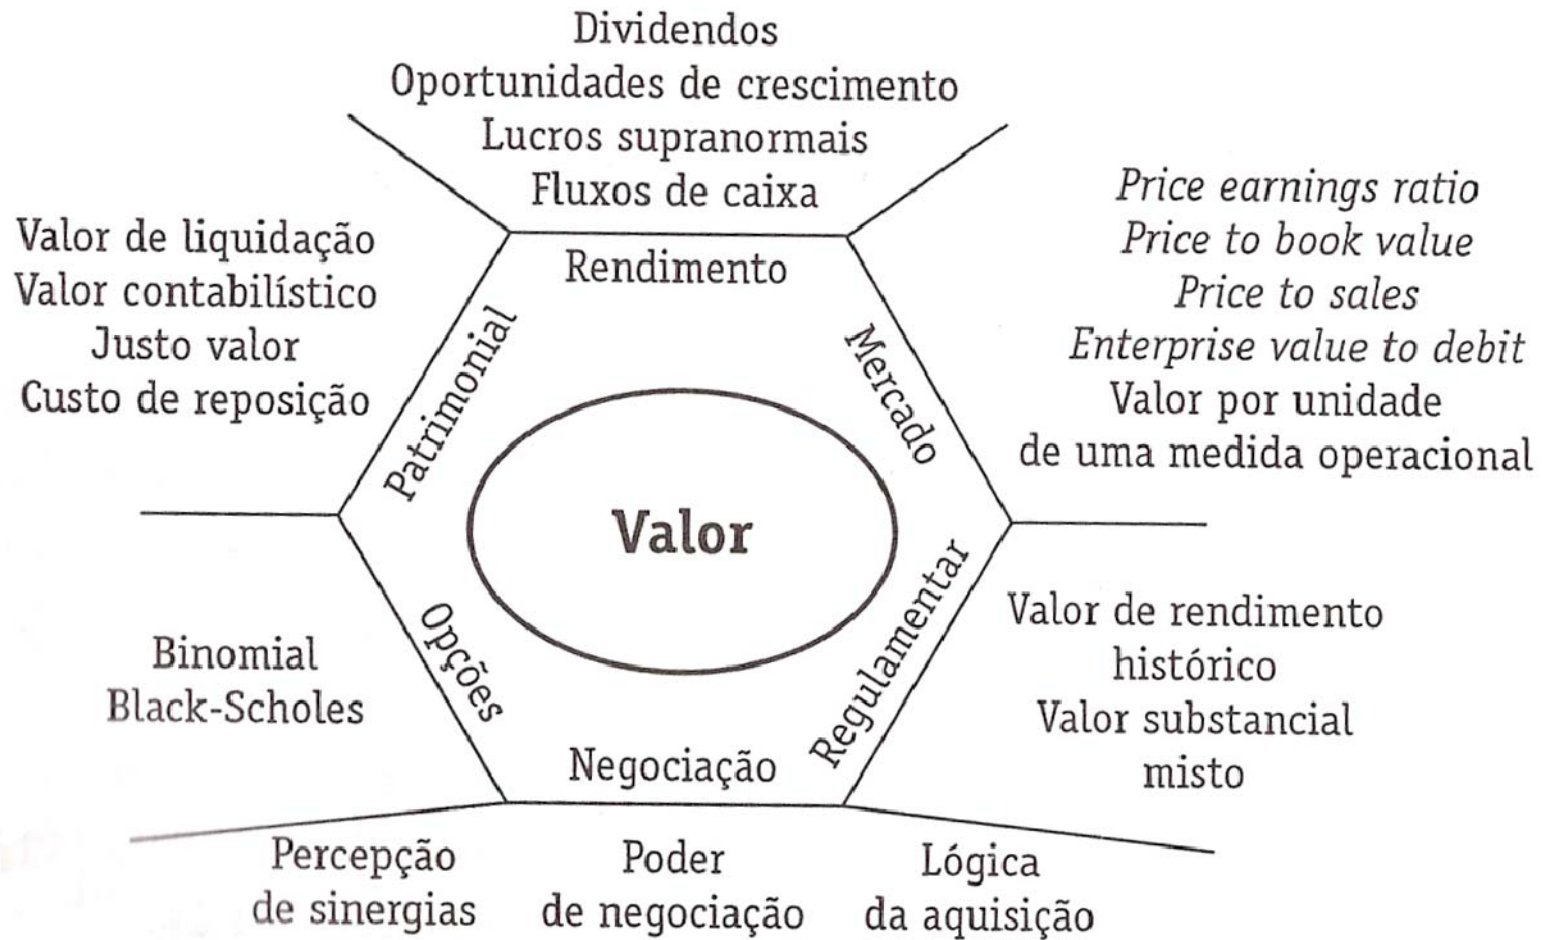 Dividendos
Oportunidades de crescimento
Lucros supranormais
Fluxos de caixa
Rendimento
Valor de liquidação
Valor contabilístico
Justo valor
Custo de reposição
Patrimonial
Price earnings ratio
Price to book value
Price to sales
Enterprise value to debit
Valor por unidade
de uma medida operacional
Mercado
Valor
Opções
Binomial
Black-Scholes
Regulamentar
Valor de rendimento
histórico
Valor substancial
misto
Negociação
Percepção
de sinergias
Poder
de negociação
Lógica
da aquisição